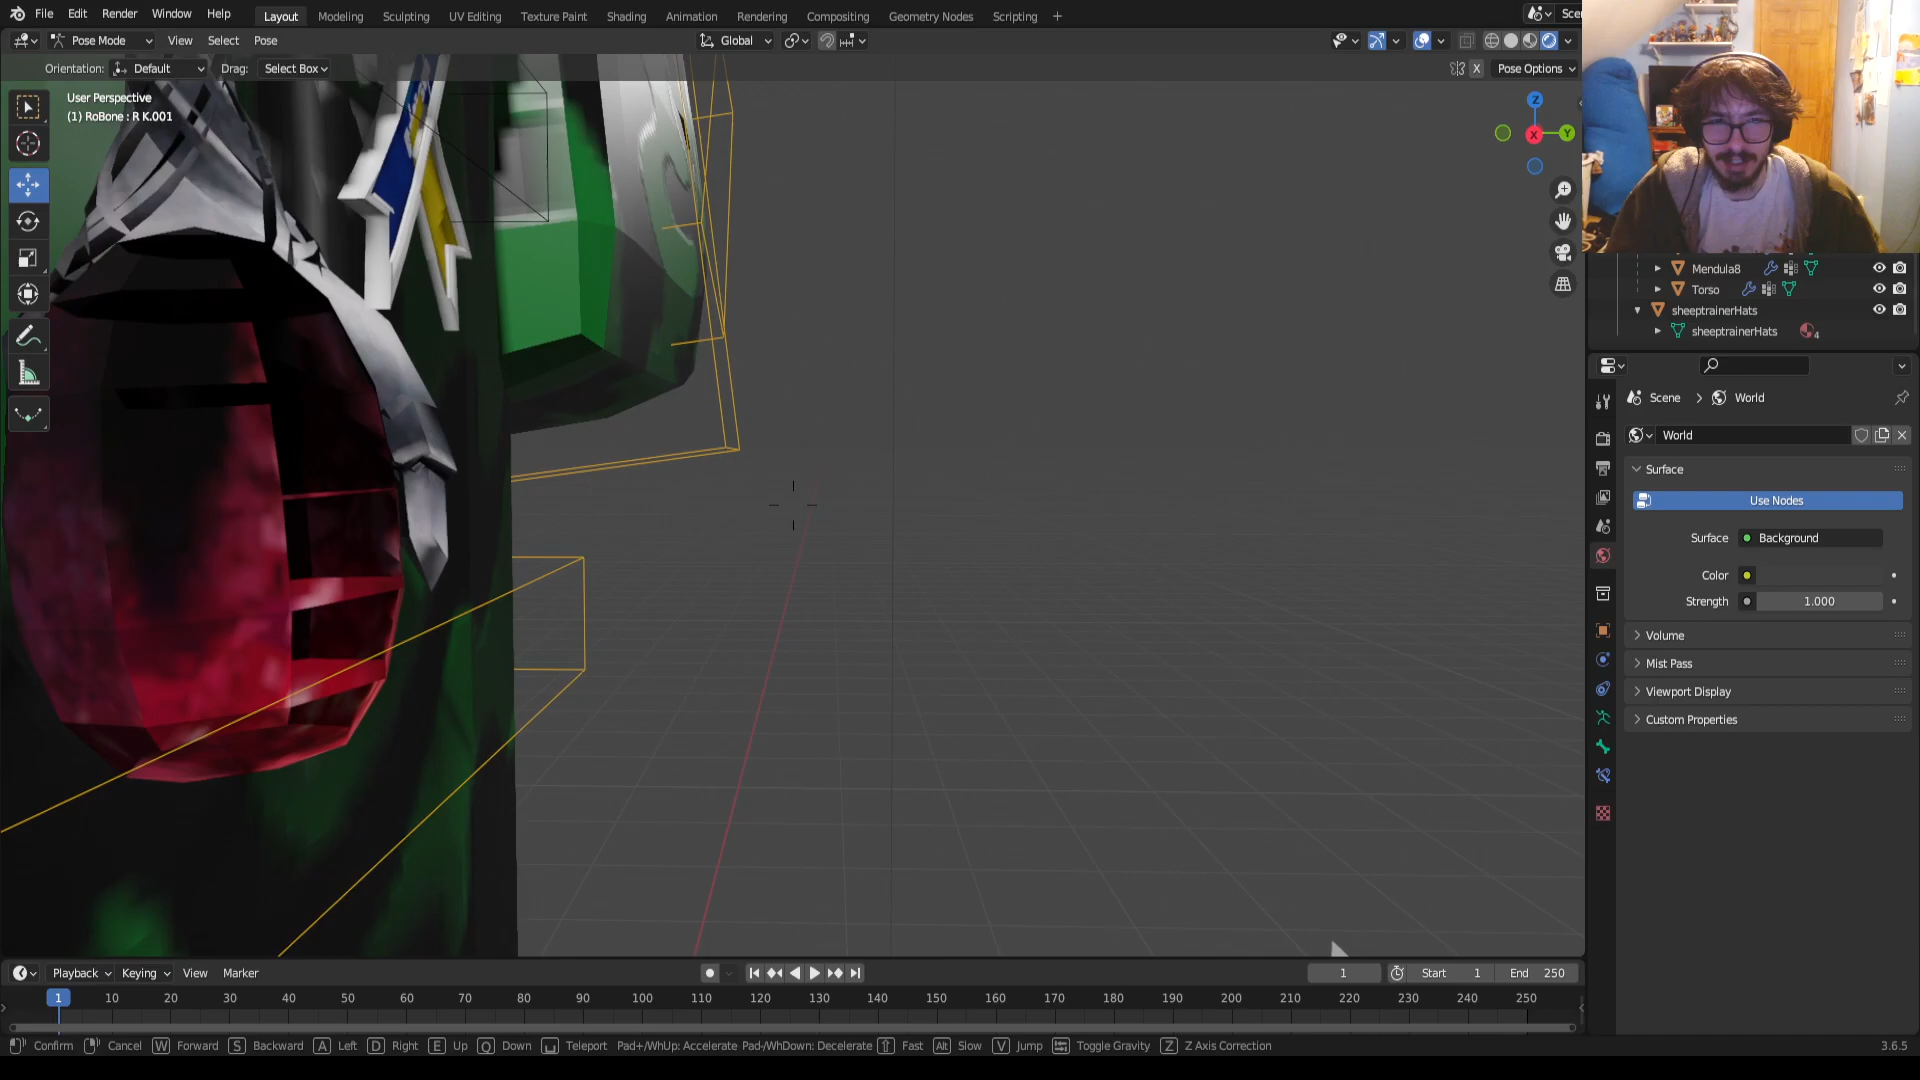 File Edit Render Window Help Layout Modeling Sculpting UV Editing Texture Paint Shading Animation Rendering Compositing Geometry Nodes Scripting + Sce
Pose Mode View Select Pose Global
Orientation: Default Drag: Select Box X Pose Options
User Perspective
(1) RoBone : R K.001
Z
Y
X
Mendula8
Torso
sheeptrainerHats
sheeptrainerHats 4
Scene > World
World
Surface
Use Nodes
Surface Background
Color
Strength 1.000
Volume
Mist Pass
Viewport Display
Custom Properties
Playback Keying View Marker 1 Start 1 End 250
1 10 20 30 40 50 60 70 80 90 100 110 120 130 140 150 160 170 180 190 200 210 220 230 240 250
Confirm Cancel W Forward S Backward A Left D Right E Up Q Down Teleport Pad+/WhUp: Accelerate Pad-/WhDown: Decelerate Fast Alt Slow V Jump Toggle Gravity Z Z Axis Correction 3.6.5